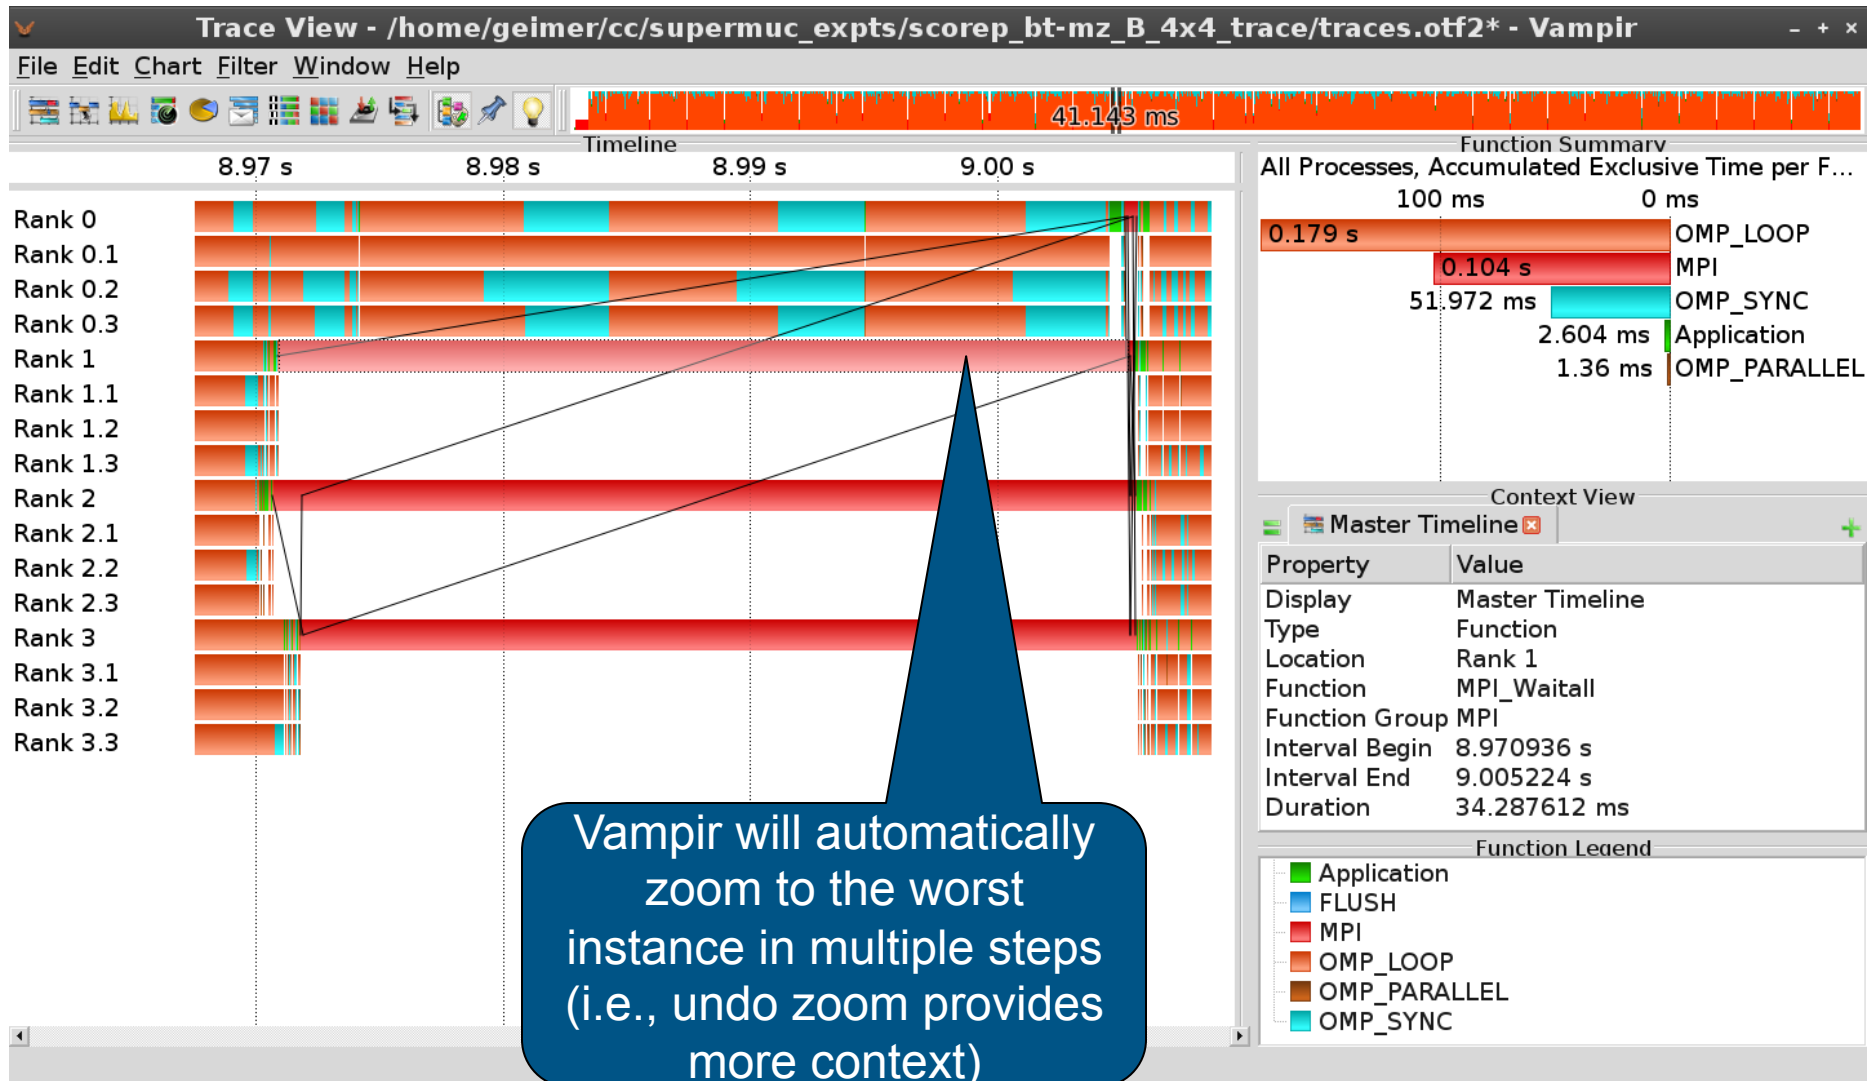 Trace View - /home/geimer/cc/supermuc_expts/scorep_bt-mz_B_4x4_trace/traces.otf2* - Vampir
File Edit Chart Filter Window Help
41.143 ms
Timeline
8.97 s 8.98 s 8.99 s 9.00 s
Rank 0
Rank 0.1
Rank 0.2
Rank 0.3
Rank 1
Rank 1.1
Rank 1.2
Rank 1.3
Rank 2
Rank 2.1
Rank 2.2
Rank 2.3
Rank 3
Rank 3.1
Rank 3.2
Rank 3.3
Vampir will automatically
zoom to the worst
instance in multiple steps
(i.e., undo zoom provides
more context)
Function Summary
All Processes, Accumulated Exclusive Time per F...
100 ms 0 ms
0.179 s OMP_LOOP
0.104 s MPI
51.972 ms OMP_SYNC
2.604 ms Application
1.36 ms OMP_PARALLEL
Context View
Master Timeline
Property Value
Display Master Timeline
Type Function
Location Rank 1
Function MPI_Waitall
Function Group MPI
Interval Begin 8.970936 s
Interval End 9.005224 s
Duration 34.287612 ms
Function Legend
Application
FLUSH
MPI
OMP_LOOP
OMP_PARALLEL
OMP_SYNC